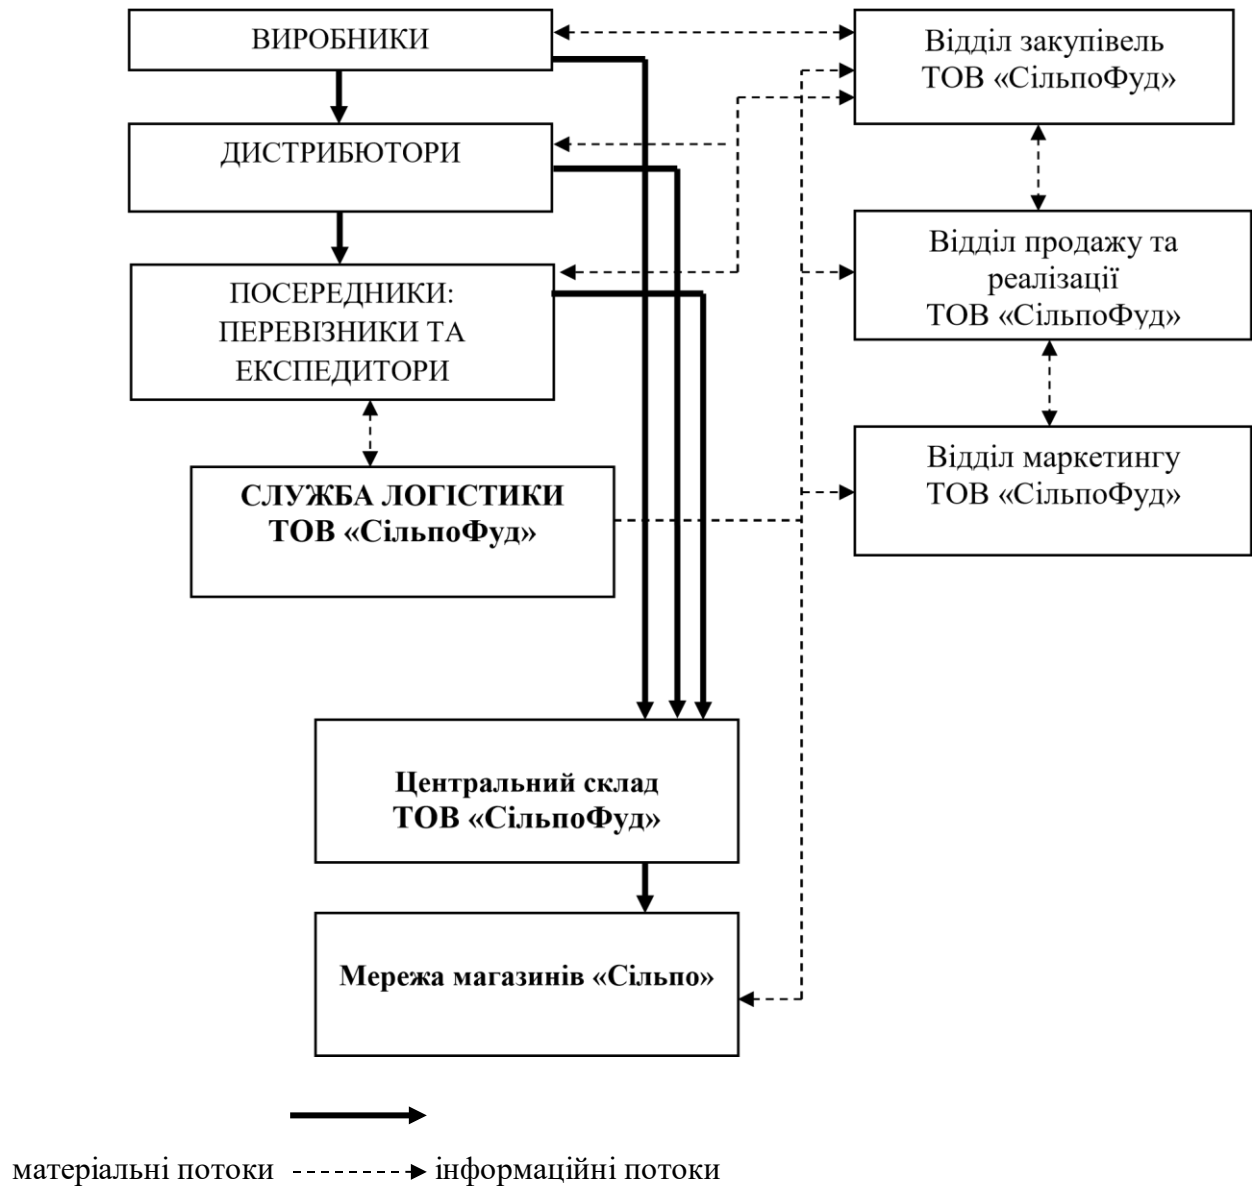 ВИРОБНИКИ
Відділ закупівель
ТОВ «СільпоФуд»
ДИСТРИБЮТОРИ
Відділ продажу та
реалізації
ТОВ «СільпоФуд»
ПОСЕРЕДНИКИ:
ПЕРЕВІЗНИКИ ТА
ЕКСПЕДИТОРИ
Відділ маркетингу
ТОВ «СільпоФуд»
СЛУЖБА ЛОГІСТИКИ
ТОВ «СільпоФуд»
Центральний склад
ТОВ «СільпоФуд»
Мережа магазинів «Сільпо»
матеріальні потоки інформаційні потоки